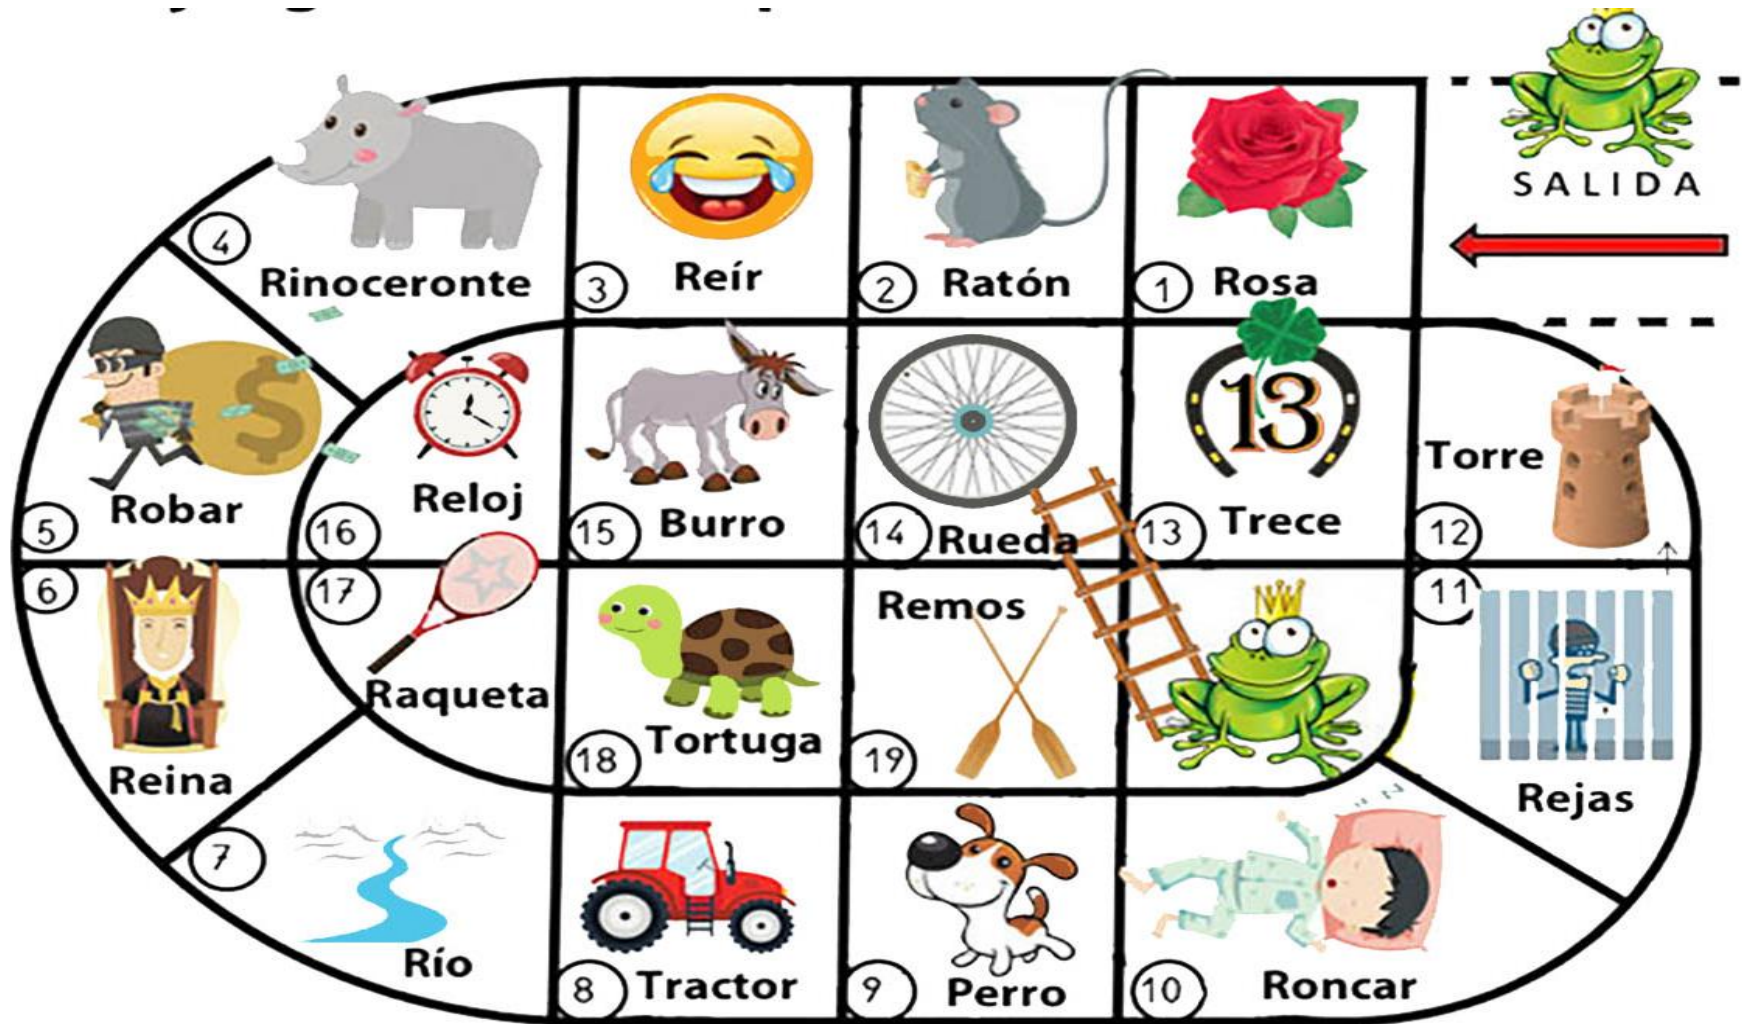 SALIDA
1 Rosa
2 Ratón
3 Reír
4 Rinoceronte
5 Robar
6 Reina
7 Río
8 Tractor
9 Perro
10 Roncar
11 Rejas
12 Torre
13 Trece
13
14 Rueda
15 Burro
16 Reloj
17 Raqueta
18 Tortuga
19 Remos
$
z z